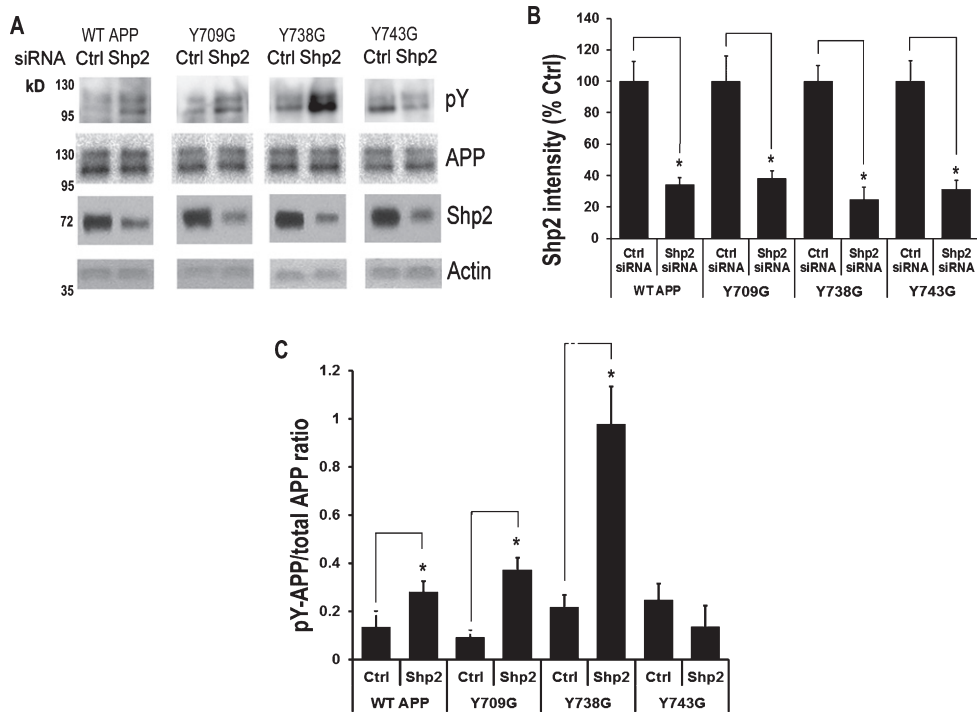 A
WT APP Y709G Y738G Y743G
siRNA Ctrl Shp2 Ctrl Shp2 Ctrl Shp2 Ctrl Shp2
kD
130
95
pY
130
95
APP
72
Shp2
35
Actin
B
Shp2 intensity (% Ctrl)
140
120
100
80
60
40
20
0
* * * *
Ctrl siRNA Shp2 siRNA Ctrl siRNA Shp2 siRNA Ctrl siRNA Shp2 siRNA Ctrl siRNA Shp2 siRNA
WT APP Y709G Y738G Y743G
C
pY-APP/total APP ratio
1.2
1
0.8
0.6
0.4
0.2
0
* * *
Ctrl Shp2 Ctrl Shp2 Ctrl Shp2 Ctrl Shp2
WT APP Y709G Y738G Y743G